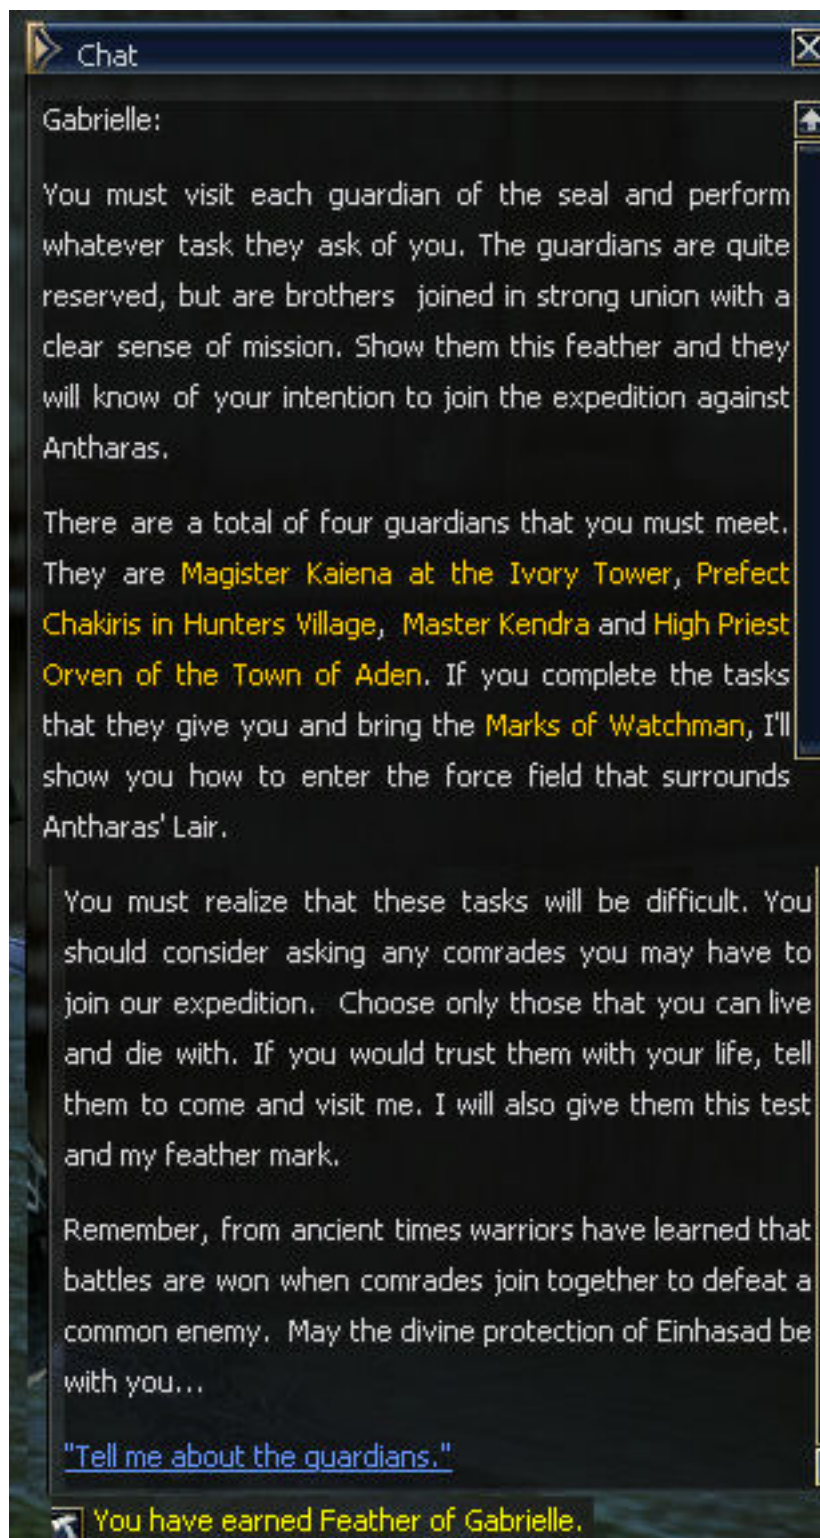 Chat
Gabrielle:
You must visit each guardian of the seal and perform
whatever task they ask of you. The guardians are quite
reserved, but are brothers  joined in strong union with a
clear sense of mission. Show them this feather and they
will know of your intention to join the expedition against
Antharas.
There are a total of four guardians that you must meet.
They are Magister Kaiena at the Ivory Tower, Prefect
Chakiris in Hunters Village,  Master Kendra and High Priest
Orven of the Town of Aden. If you complete the tasks
that they give you and bring the Marks of Watchman, I'll
show you how to enter the force field that surrounds
Antharas' Lair.
You must realize that these tasks will be difficult. You
should consider asking any comrades you may have to
join our expedition.  Choose only those that you can live
and die with. If you would trust them with your life, tell
them to come and visit me. I will also give them this test
and my feather mark.
Remember, from ancient times warriors have learned that
battles are won when comrades join together to defeat a
common enemy.  May the divine protection of Einhasad be
with you...
"Tell me about the guardians."
You have earned Feather of Gabrielle.